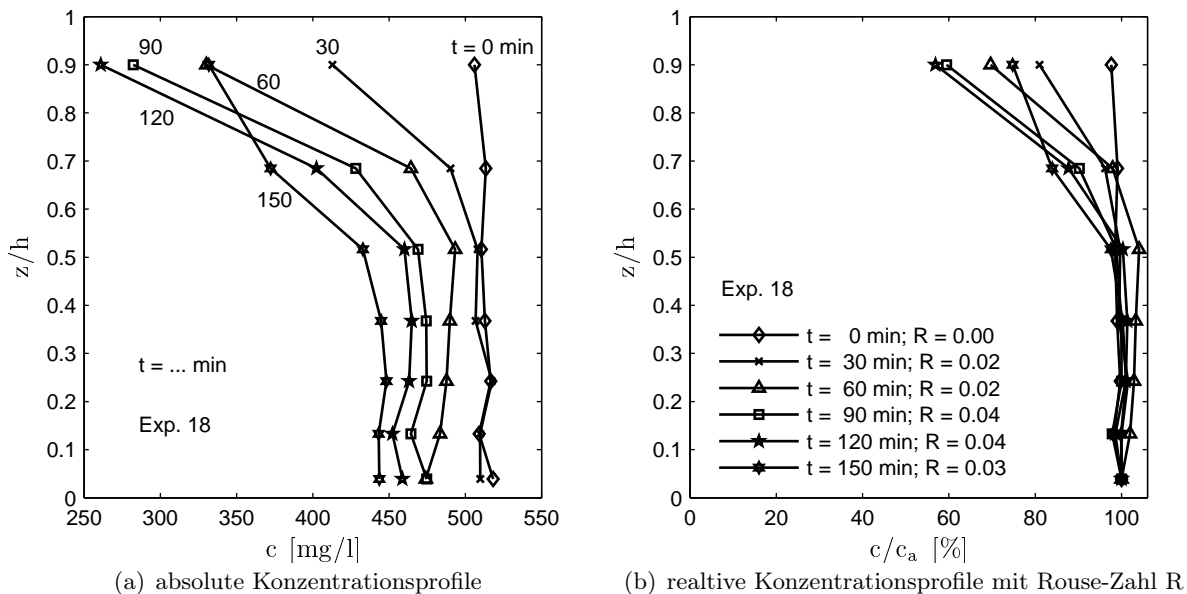 1
0.9
0.8
0.7
0.6
0.5
0.4
0.3
0.2
0.1
0
z/h
90
30
t = 0 min
60
120
150
t = ... min
Exp. 18
250
300
350
400
450
500
550
c [mg/l]
(a) absolute Konzentrationsprofile
1
0.9
0.8
0.7
0.6
0.5
0.4
0.3
0.2
0.1
0
z/h
Exp. 18
t = 0 min; R = 0.00
t = 30 min; R = 0.02
t = 60 min; R = 0.02
t = 90 min; R = 0.04
t = 120 min; R = 0.04
t = 150 min; R = 0.03
0
20
40
60
80
100
c/cₐ [%]
(b) realtive Konzentrationsprofile mit Rouse-Zahl R